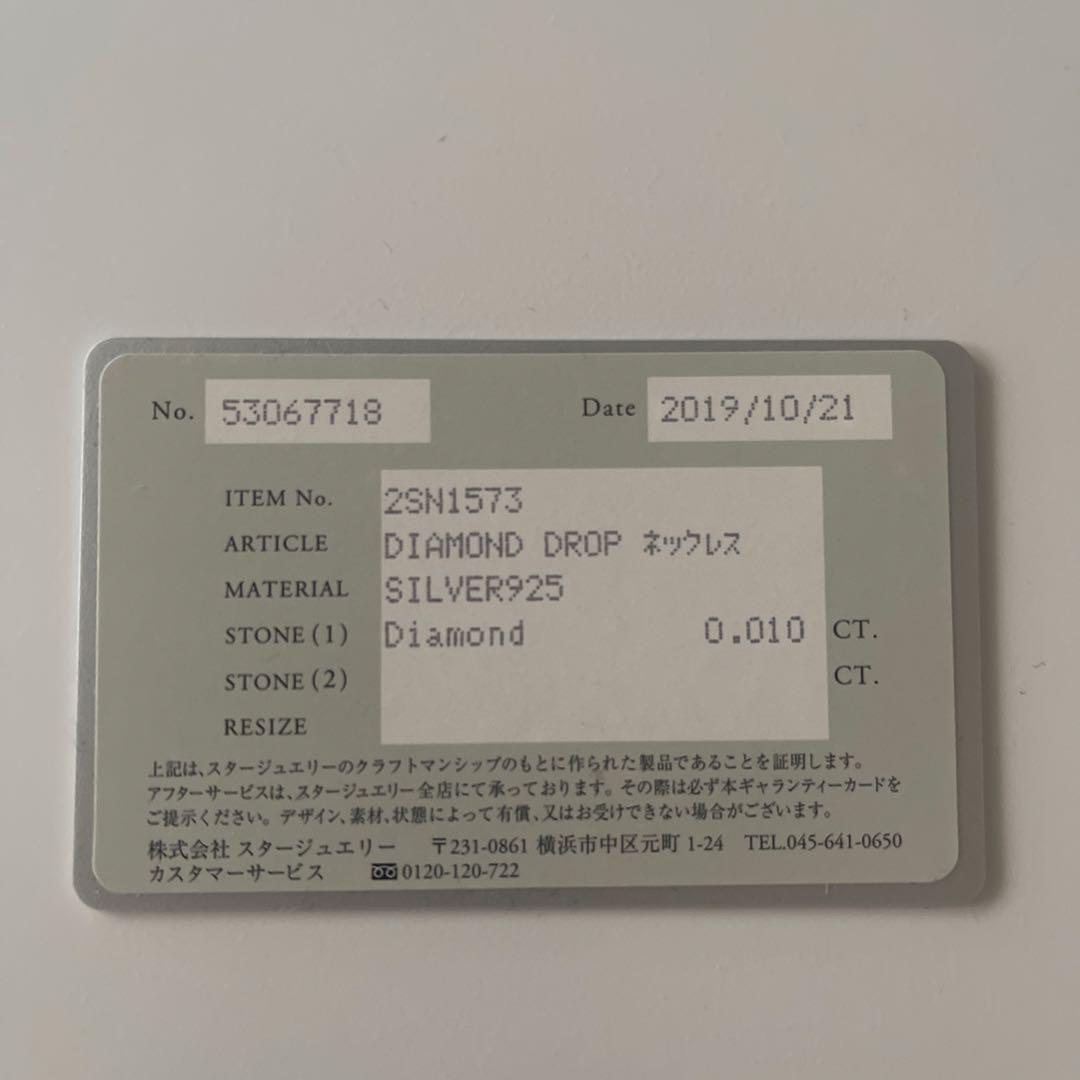 No. 53067718 Date 2019/10/21
ITEM No. 2SN1573
ARTICLE DIAMOND DROP ネックレス
MATERIAL SILVER925
STONE (1) Diamond 0.010 CT.
STONE (2) CT.
RESIZE
上記は、スタージュエリーのクラフトマンシップのもとに作られた製品であることを証明します。
アフターサービスは、スタージュエリー全店にて承っております。その際は必ず本ギャランティーカードを
ご提示ください。デザイン、素材、状態によって有償、又はお受けできない場合がございます。
株式会社 スタージュエリー 〒231-0861 横浜市中区元町 1-24 TEL.045-641-0650
カスタマーサービス 0120-120-722